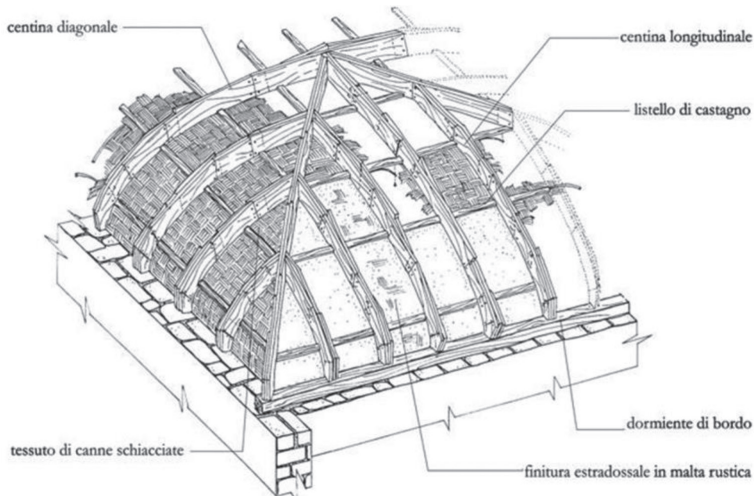 centina diagonale
centina longitudinale
listello di castagno
dormiente di bordo
tessuto di canne schiacciate
finitura estradossale in malta rustica